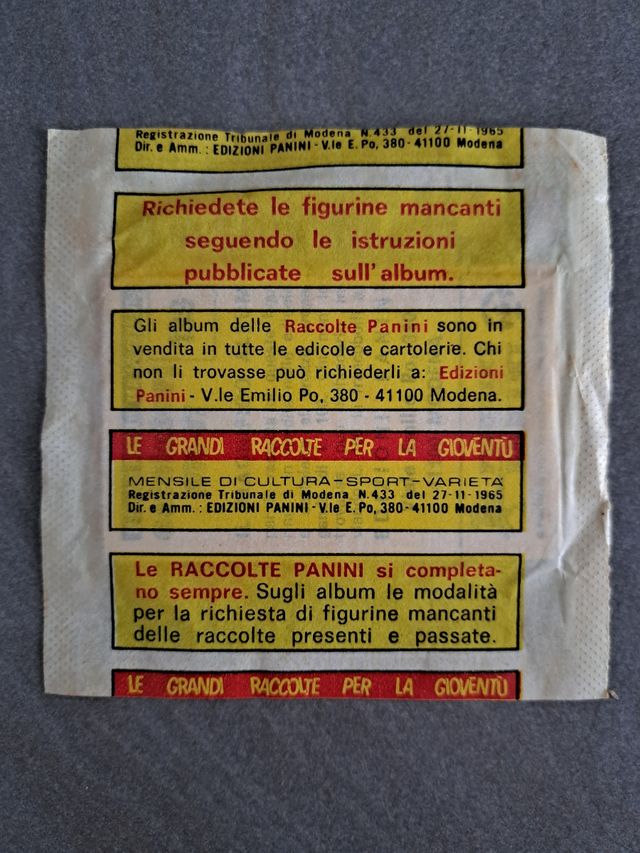 Registrazione Tribunale di Modena N.433 del 27-11-1965
Dir. e Amm.: EDIZIONI PANINI - V.le E. Po, 380 - 41100 Modena
Richiedete le figurine mancanti
seguendo le istruzioni
pubblicate sull'album.
Gli album delle Raccolte Panini sono in
vendita in tutte le edicole e cartolerie. Chi
non li trovasse può richiederli a: Edizioni
Panini - V.le Emilio Po, 380 - 41100 Modena.
LE GRANDI RACCOLTE PER LA GIOVENTÙ
MENSILE DI CULTURA-SPORT-VARIETA
Registrazione Tribunale di Modena N.433 del 27-11-1965
Dir. e Amm.: EDIZIONI PANINI - V.le E. Po, 380 - 41100 Modena
Le RACCOLTE PANINI si completa-
no sempre. Sugli album le modalità
per la richiesta di figurine mancanti
delle raccolte presenti e passate.
LE GRANDI RACCOLTE PER LA GIOVENTÙ